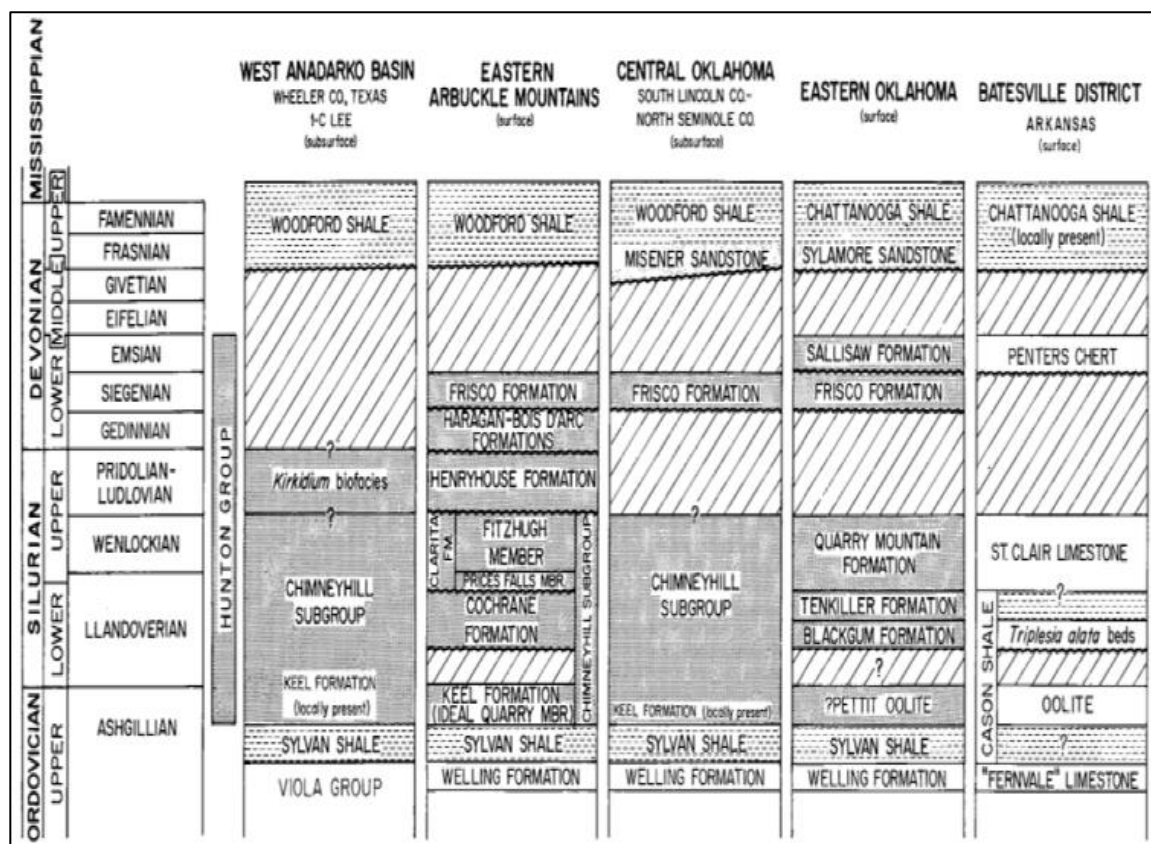 WEST ANADARKO BASIN
WHEELER CO, TEXAS
1-C LEE
(subsurface)
EASTERN
ARBUCKLE MOUNTAINS
(surface)
CENTRAL OKLAHOMA
SOUTH LINCOLN CO.-
NORTH SEMINOLE CO.
(subsurface)
EASTERN OKLAHOMA
(surface)
BATESVILLE DISTRICT
ARKANSAS
(surface)
MISSISSIPPIAN
DEVONIAN
UPPER
MIDDLE
LOWER
SILURIAN
UPPER
LOWER
ORDOVICIAN
UPPER
FAMENNIAN
FRASNIAN
GIVETIAN
EIFELIAN
EMSIAN
SIEGENIAN
GEDINNIAN
PRIDOLIAN-
LUDLOVIAN
WENLOCKIAN
LLANDOVERIAN
ASHGILLIAN
HUNTON GROUP
WOODFORD SHALE
?
Kirkidium biofacies
?
CHIMNEYHILL
SUBGROUP
KEEL FORMATION
(locally present)
SYLVAN SHALE
VIOLA GROUP
WOODFORD SHALE
FRISCO FORMATION
HARAGAN-BOIS D'ARC
FORMATIONS
HENRYHOUSE FORMATION
CLARITA
FM.
FITZHUGH
MEMBER
PRICES FALLS MBR.
COCHRANE
FORMATION
CHIMNEYHILL SUBGROUP
KEEL FORMATION
(IDEAL QUARRY MBR)
SYLVAN SHALE
WELLING FORMATION
WOODFORD SHALE
MISENER SANDSTONE
FRISCO FORMATION
?
CHIMNEYHILL
SUBGROUP
KEEL FORMATION (locally present)
SYLVAN SHALE
WELLING FORMATION
CHATTANOOGA SHALE
SYLAMORE SANDSTONE
SALLISAW FORMATION
FRISCO FORMATION
QUARRY MOUNTAIN
FORMATION
TENKILLER FORMATION
BLACKGUM FORMATION
?
?PETTIT OOLITE
SYLVAN SHALE
WELLING FORMATION
CHATTANOOGA SHALE
(locally present)
PENTERS CHERT
ST. CLAIR LIMESTONE
?
CASON SHALE
Triplesia alata beds
OOLITE
?
"FERNVALE" LIMESTONE